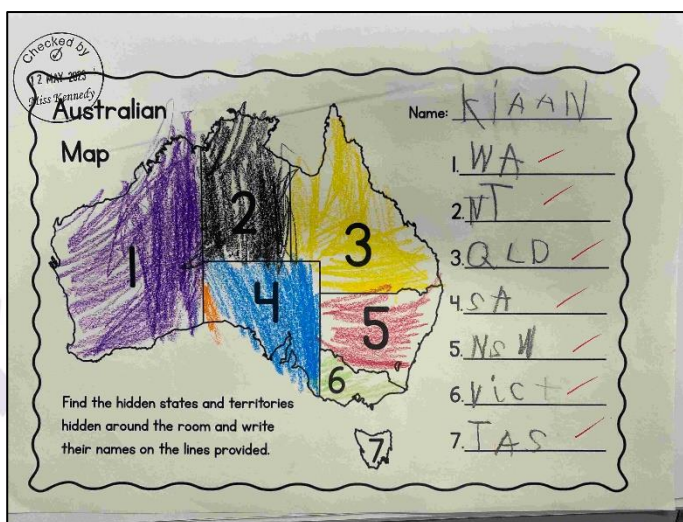 Checked by
12 MAY 2023
Miss Kennedy
Australian
Map
Name: KIAAN
1. WA
2. NT
3. QLD
4. SA
5. NSW
6. Vict
7. TAS
1
2
3
4
5
6
7
Find the hidden states and territories
hidden around the room and write
their names on the lines provided.